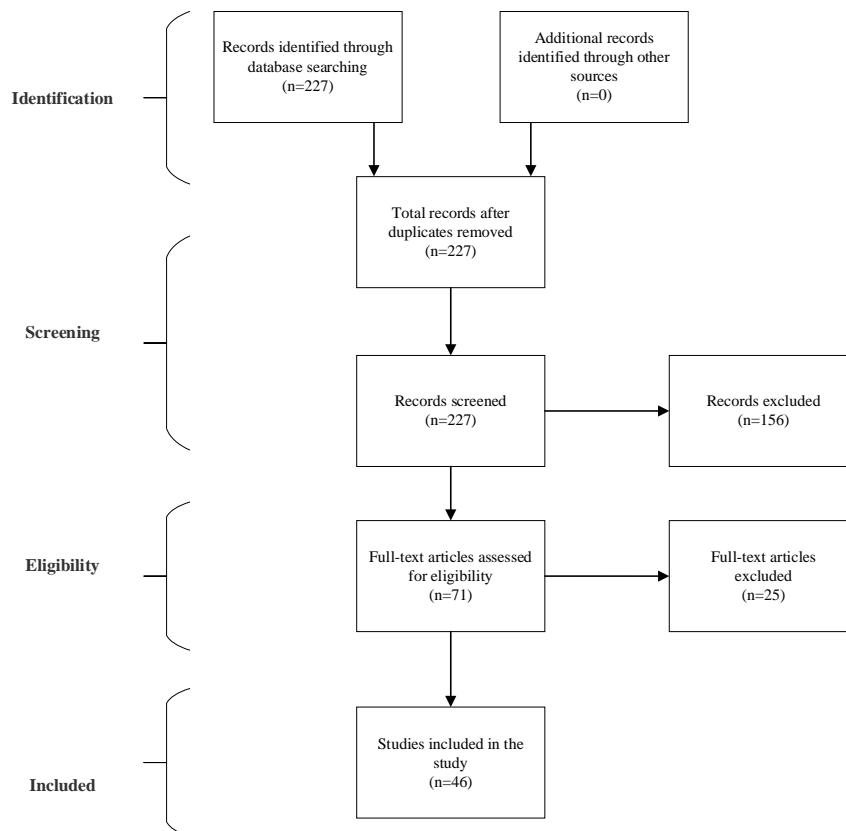 Identification
Records identified through
database searching
(n=227)
Additional records
identified through other
sources
(n=0)
Total records after
duplicates removed
(n=227)
Screening
Records screened
(n=227)
Records excluded
(n=156)
Eligibility
Full-text articles assessed
for eligibility
(n=71)
Full-text articles
excluded
(n=25)
Included
Studies included in the
study
(n=46)